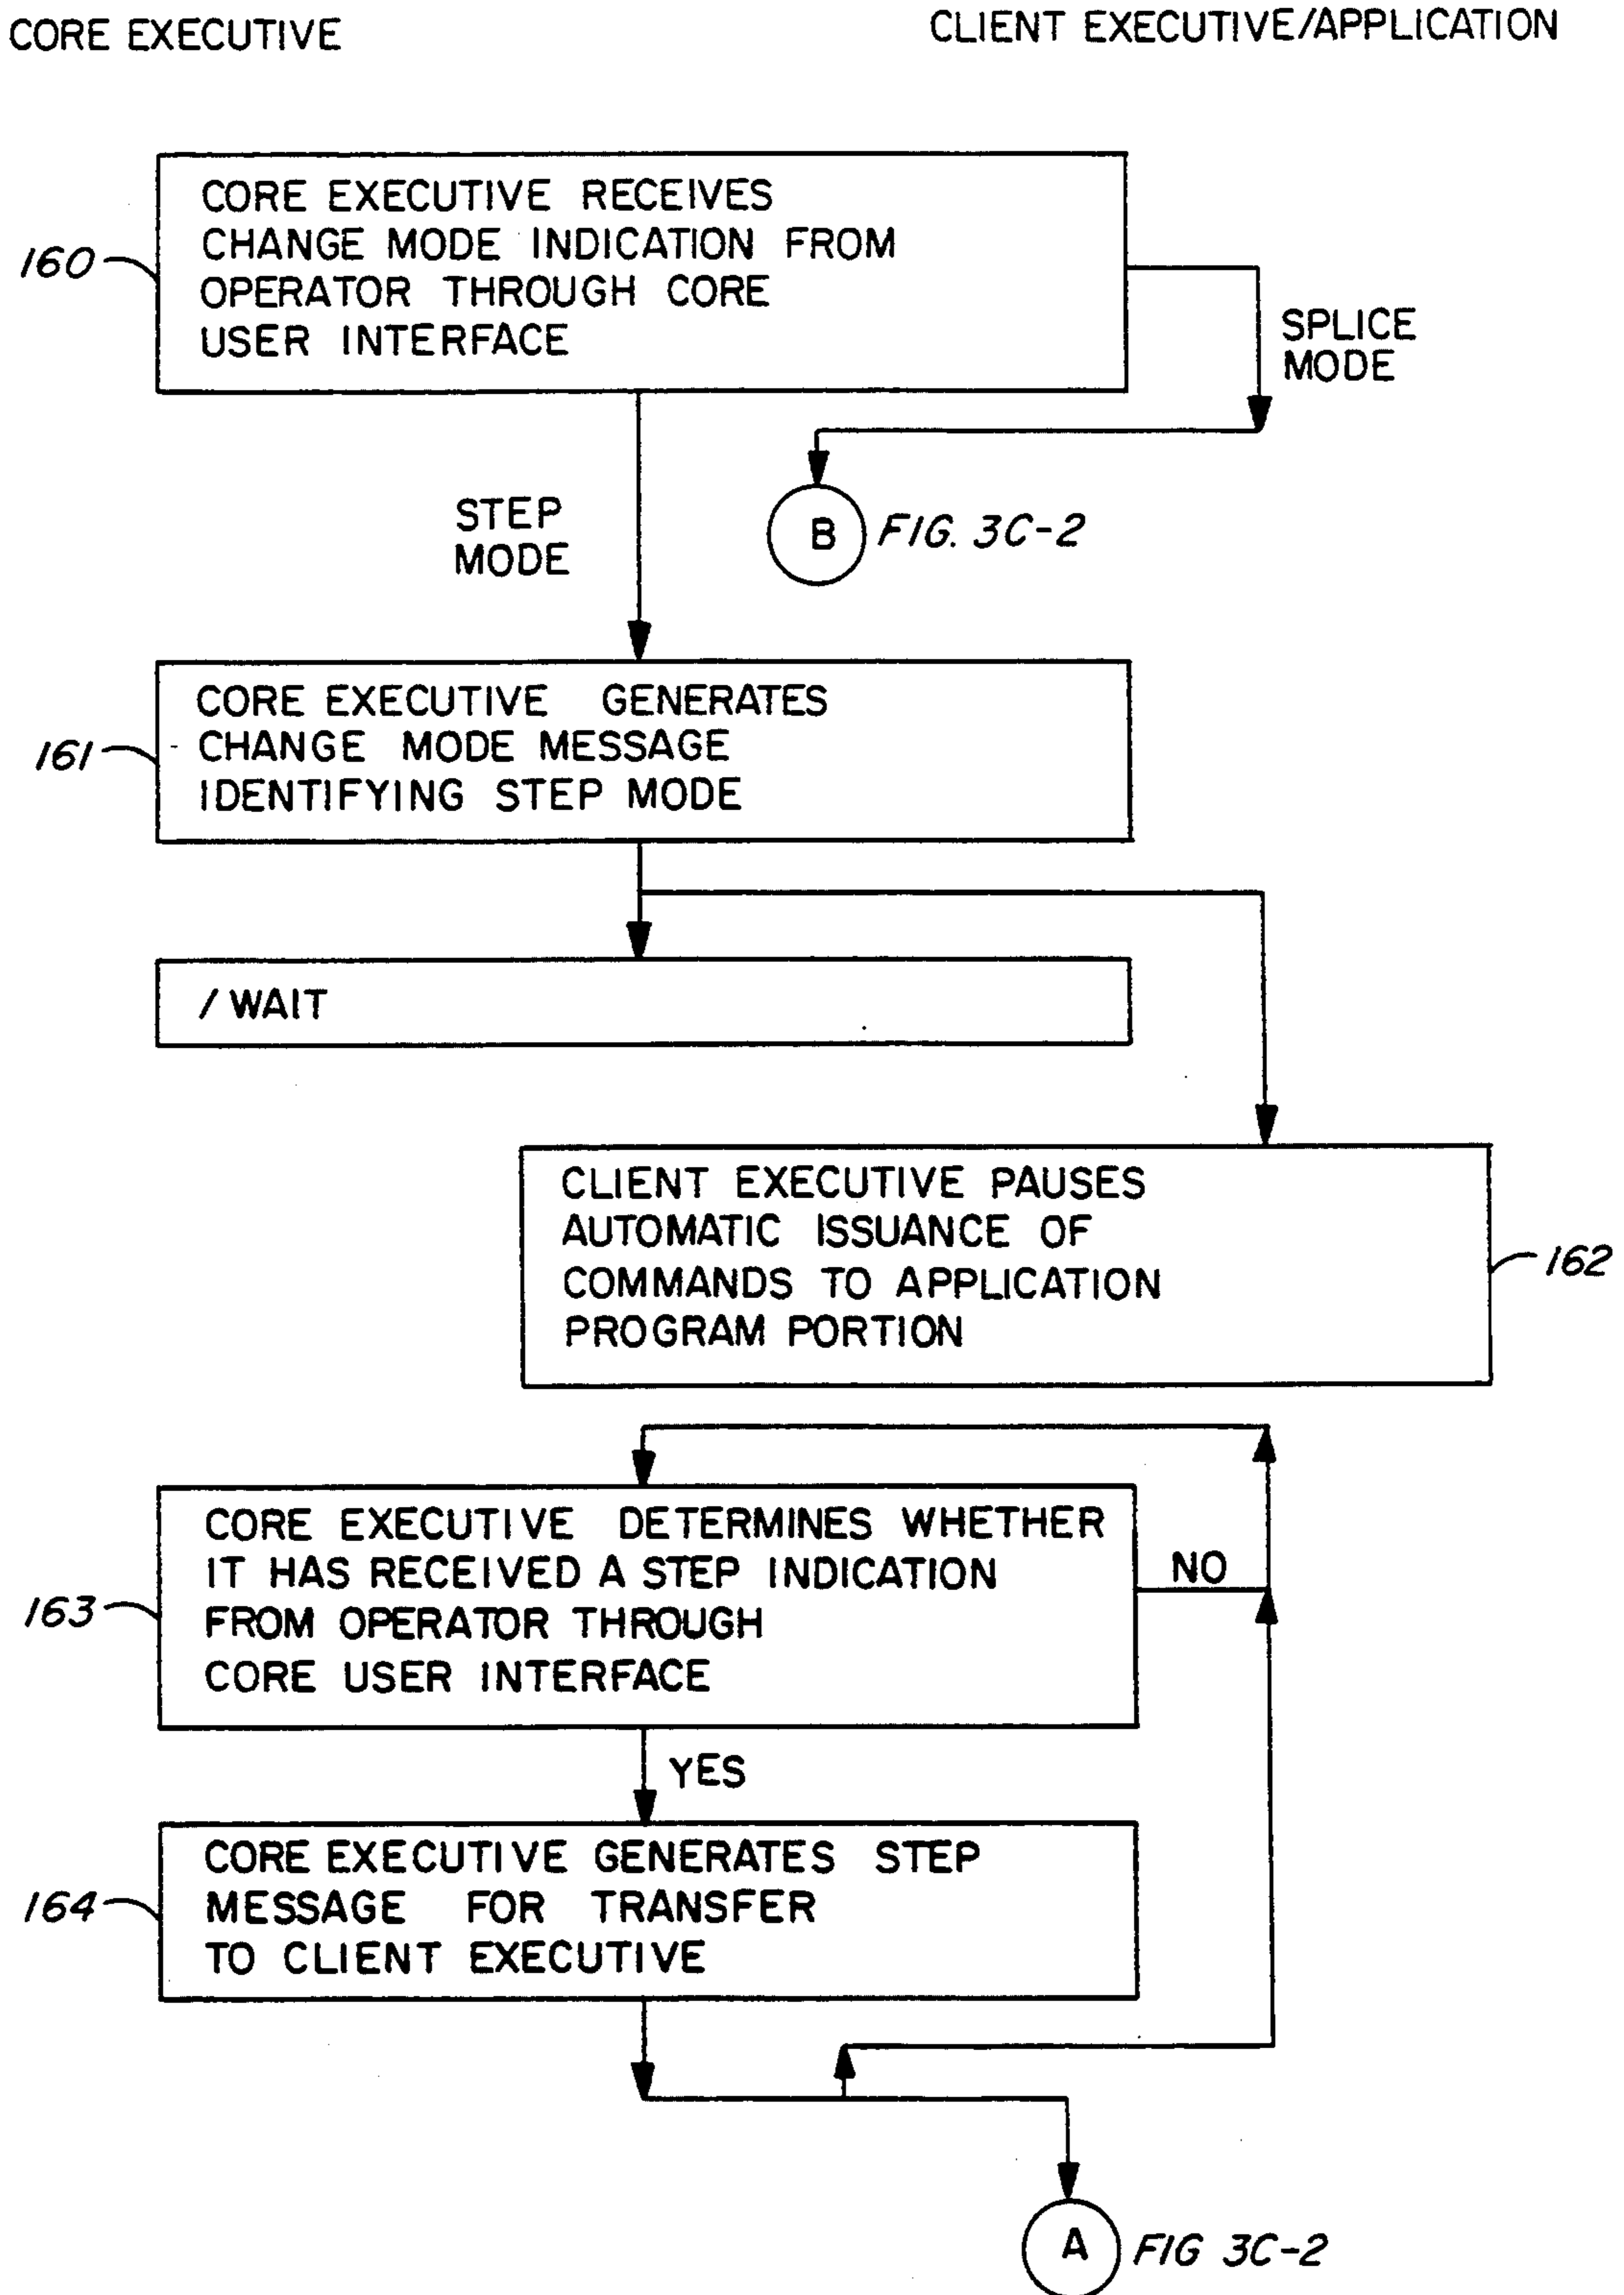 CORE EXECUTIVE
CLIENT EXECUTIVE/APPLICATION
160
CORE EXECUTIVE RECEIVES
CHANGE MODE INDICATION FROM
OPERATOR THROUGH CORE
USER INTERFACE
SPLICE
MODE
STEP
MODE
B
FIG. 3C-2
161
CORE EXECUTIVE GENERATES
CHANGE MODE MESSAGE
IDENTIFYING STEP MODE
/ WAIT
CLIENT EXECUTIVE PAUSES
AUTOMATIC ISSUANCE OF
COMMANDS TO APPLICATION
PROGRAM PORTION
162
163
CORE EXECUTIVE DETERMINES WHETHER
IT HAS RECEIVED A STEP INDICATION
FROM OPERATOR THROUGH
CORE USER INTERFACE
NO
YES
164
CORE EXECUTIVE GENERATES STEP
MESSAGE FOR TRANSFER
TO CLIENT EXECUTIVE
A
FIG 3C-2